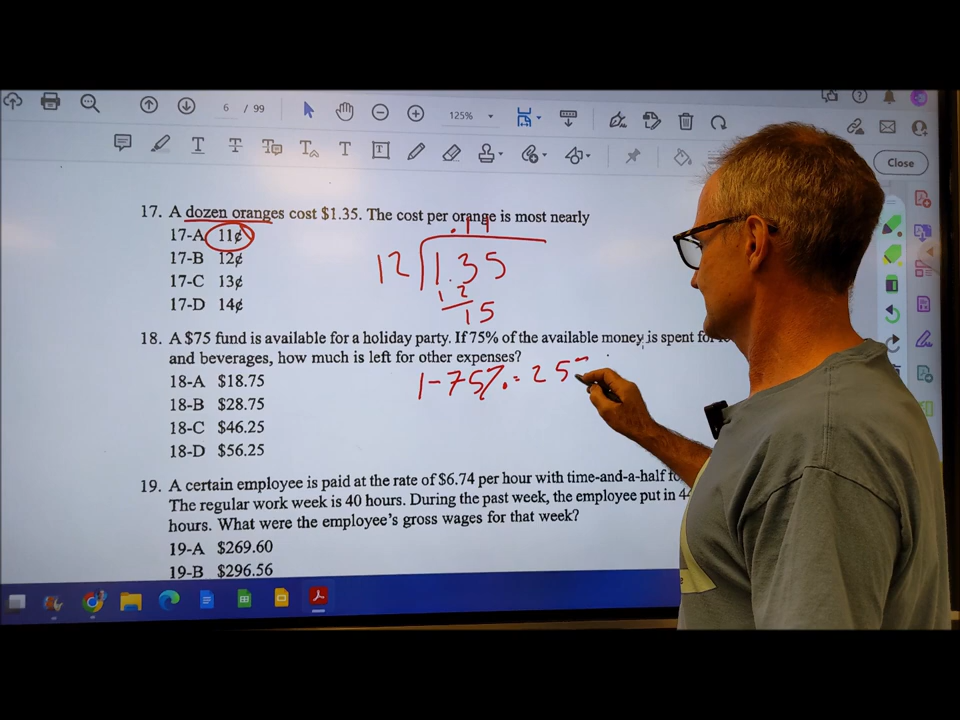 6 / 99
125%
Close
17. A dozen oranges cost $1.35. The cost per orange is most nearly
17-A 11¢
17-B 12¢
17-C 13¢
17-D 14¢
.11
12 1.35
12
15
18. A $75 fund is available for a holiday party. If 75% of the available money is spent
and beverages, how much is left for other expenses?
1-75%=25
18-A $18.75
18-B $28.75
18-C $46.25
18-D $56.25
19. A certain employee is paid at the rate of $6.74 per hour with time-and-a-half
The regular work week is 40 hours. During the past week, the employee put in
hours. What were the employee's gross wages for that week?
19-A $269.60
19-B $296.56